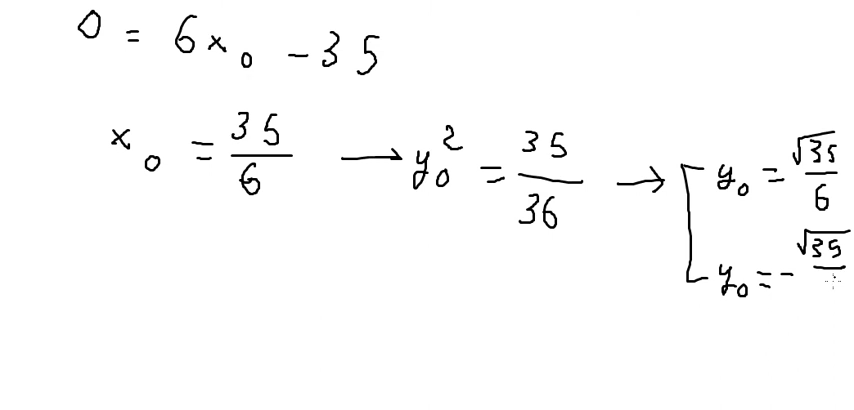 0 = 6x₀ - 35
x₀ = 35/6 → y₀² = 35/36 → [ y₀ = √35/6
y₀ = - √35/